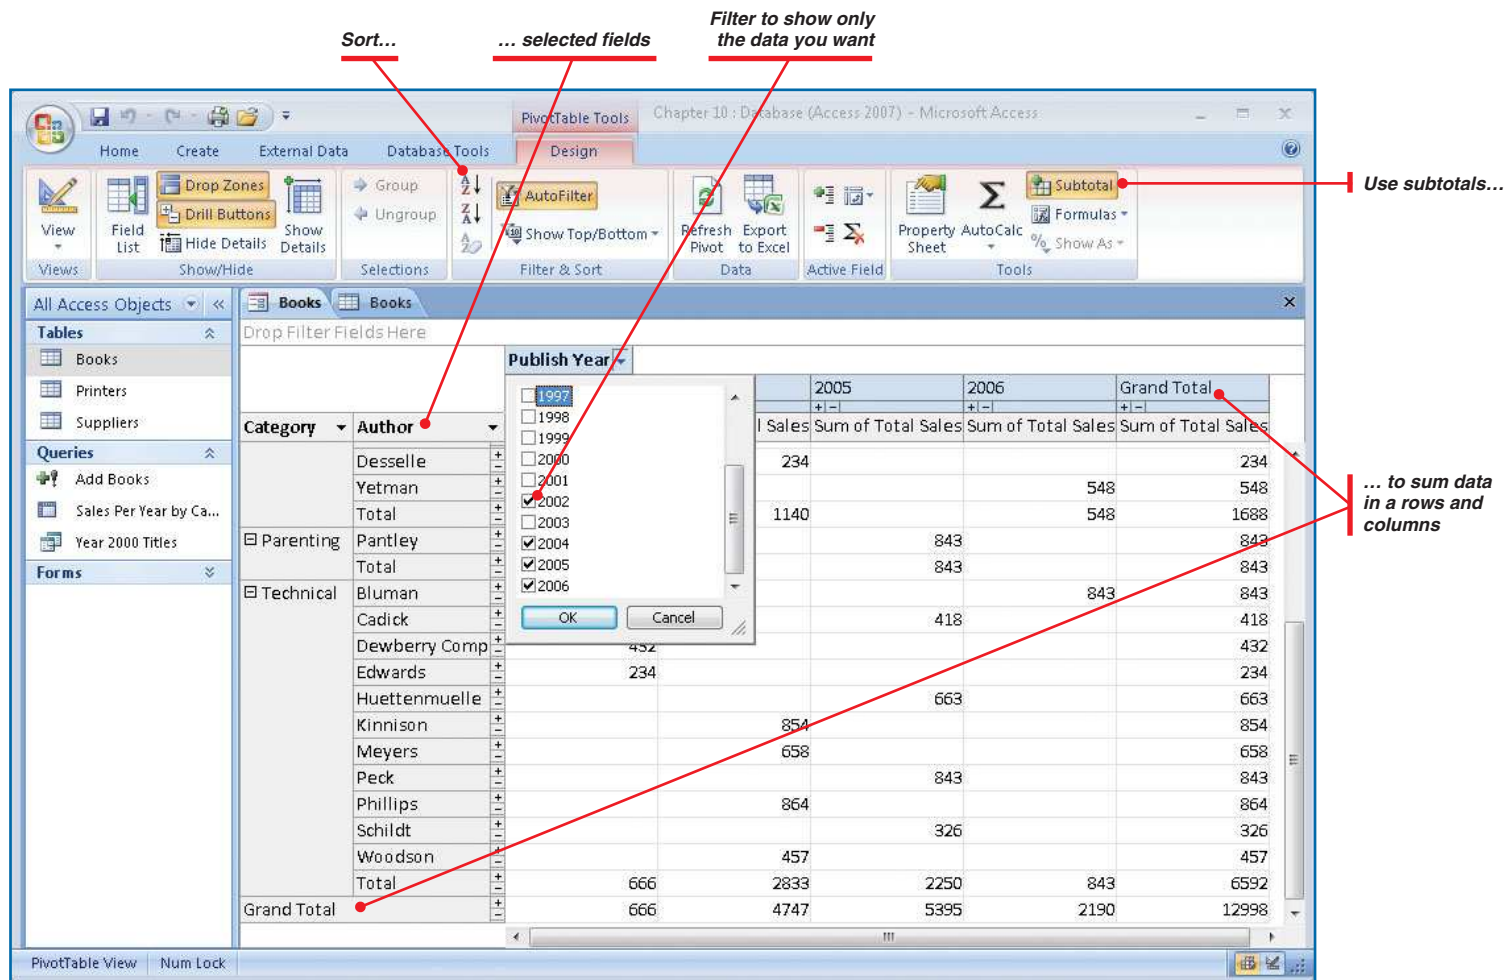 Sort...
... selected fields
Filter to show only
the data you want
PivotTable Tools
Chapter 10 : Database (Access 2007) - Microsoft Access
Home Create External Data Database Tools Design
View
Views
Field
List
Drop Zones
Drill Buttons
Hide Details
Show
Details
Show/Hide
Group
Ungroup
Selections
AutoFilter
Show Top/Bottom
Filter & Sort
Refresh
Pivot
Export
to Excel
Data
Active Field
Property
Sheet
AutoCalc
Subtotal
Formulas
Show As
Tools
Use subtotals...
All Access Objects
Tables
Books
Printers
Suppliers
Queries
Add Books
Sales Per Year by Ca...
Year 2000 Titles
Forms
Books Books
Drop Filter Fields Here
Publish Year
1997
1998
1999
2000
2001
2002
2003
2004
2005
2006
OK Cancel
2005 2006 Grand Total
Category Author l Sales Sum of Total Sales Sum of Total Sales Sum of Total Sales
Desselle 234 234
Yetman 548 548
Total 1140 548 1688
Parenting Pantley 843 843
Total 843 843
Technical Bluman 843 843
Cadick 418 418
Dewberry Comp 432 432
Edwards 234 234
Huettenmuelle 663 663
Kinnison 854 854
Meyers 658 658
Peck 843 843
Phillips 864 864
Schildt 326 326
Woodson 457 457
Total 666 2833 2250 843 6592
Grand Total 666 4747 5395 2190 12998
... to sum data
in a rows and
columns
PivotTable View Num Lock